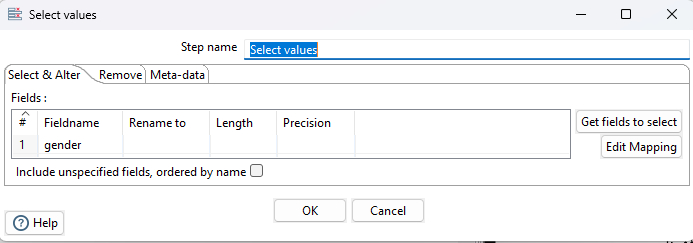 Select values
Step name Select values
Select & Alter Remove Meta-data
Fields :
# Fieldname Rename to Length Precision
1 gender
Get fields to select
Edit Mapping
Include unspecified fields, ordered by name
OK Cancel
Help